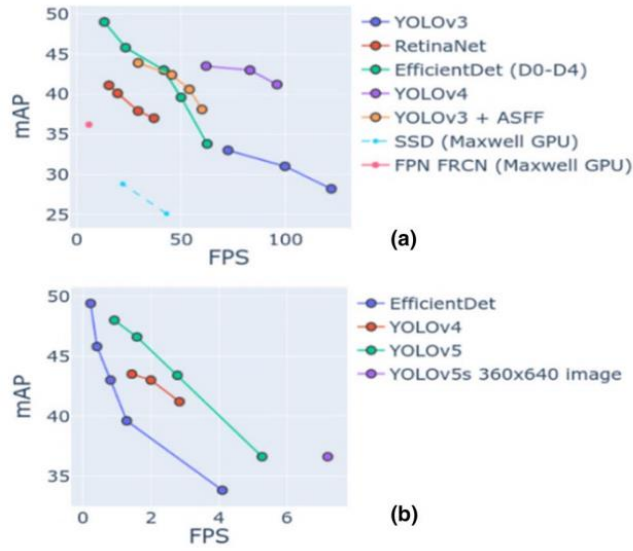 50
45
40
35
30
25
mAP
0 50 100
FPS
YOLOv3
RetinaNet
EfficientDet (D0-D4)
YOLOv4
YOLOv3 + ASFF
SSD (Maxwell GPU)
FPN FRCN (Maxwell GPU)
(a)
50
45
40
35
mAP
0 2 4 6
FPS
EfficientDet
YOLOv4
YOLOv5
YOLOv5s 360x640 image
(b)